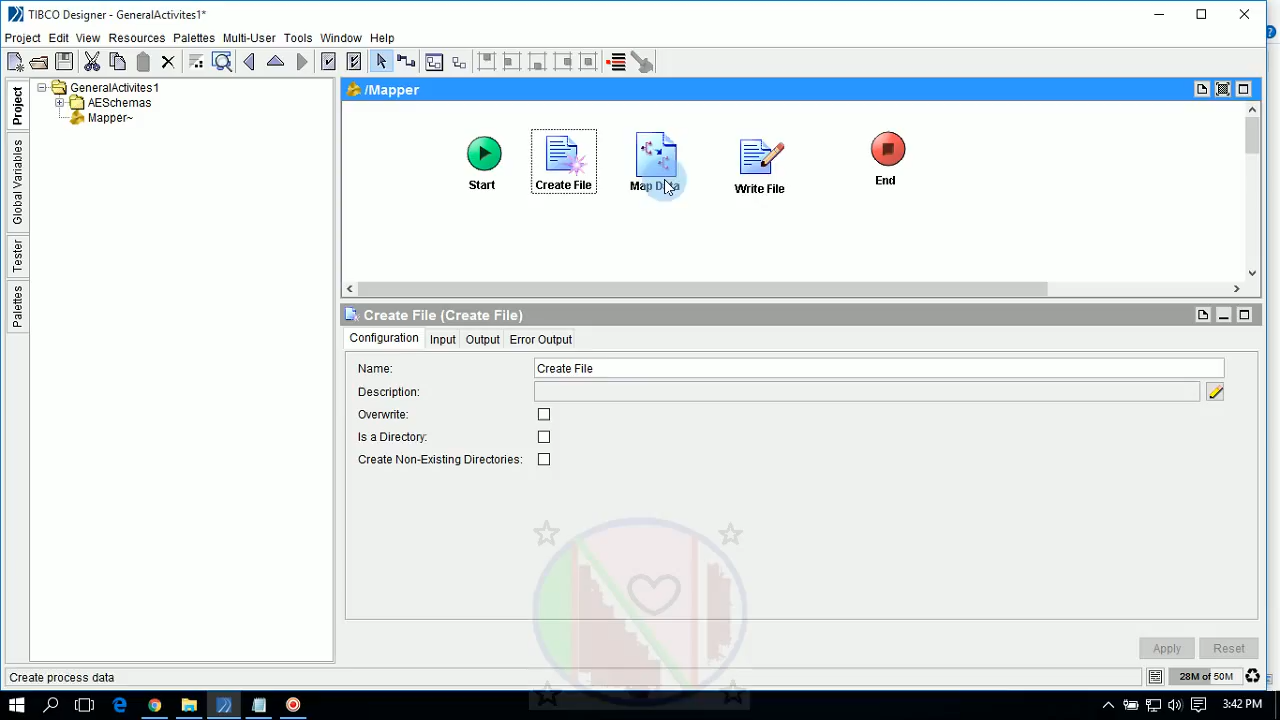 TIBCO Designer - GeneralActivites1*
Project Edit View Resources Palettes Multi-User Tools Window Help
Project
Global Variables
Tester
Palettes
GeneralActivites1
AESchemas
Mapper~
/Mapper
Start
Create File
Map Data
Write File
End
Create File (Create File)
Configuration Input Output Error Output
Name: Create File
Description:
Overwrite:
Is a Directory:
Create Non-Existing Directories:
Apply Reset
Create process data
28M of 50M
3:42 PM